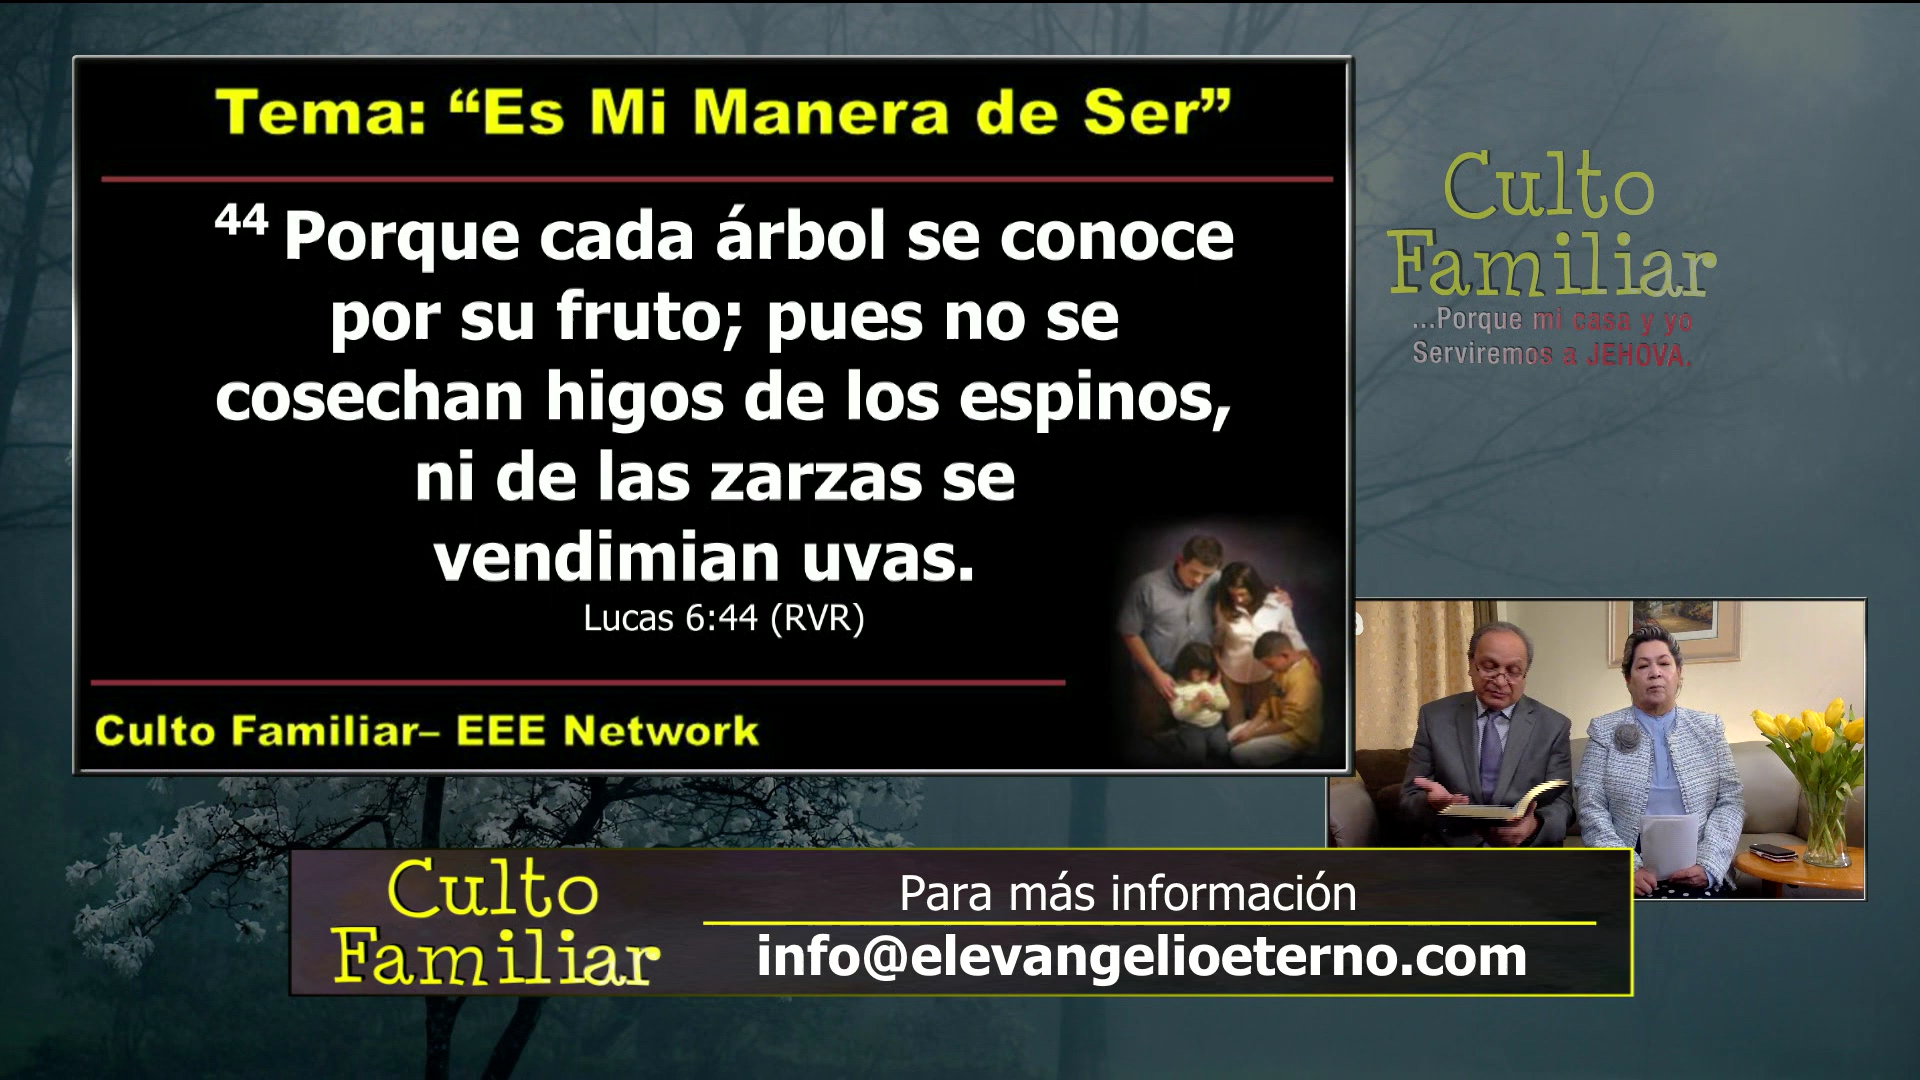 Tema: “Es Mi Manera de Ser”
44 Porque cada árbol se conoce
por su fruto; pues no se
cosechan higos de los espinos,
ni de las zarzas se
vendimian uvas.
Lucas 6:44 (RVR)
Culto Familiar– EEE Network
Culto
Familiar
...Porque mi casa y yo
Serviremos a JEHOVA.
Culto
Familiar
Para más información
info@elevangelioeterno.com